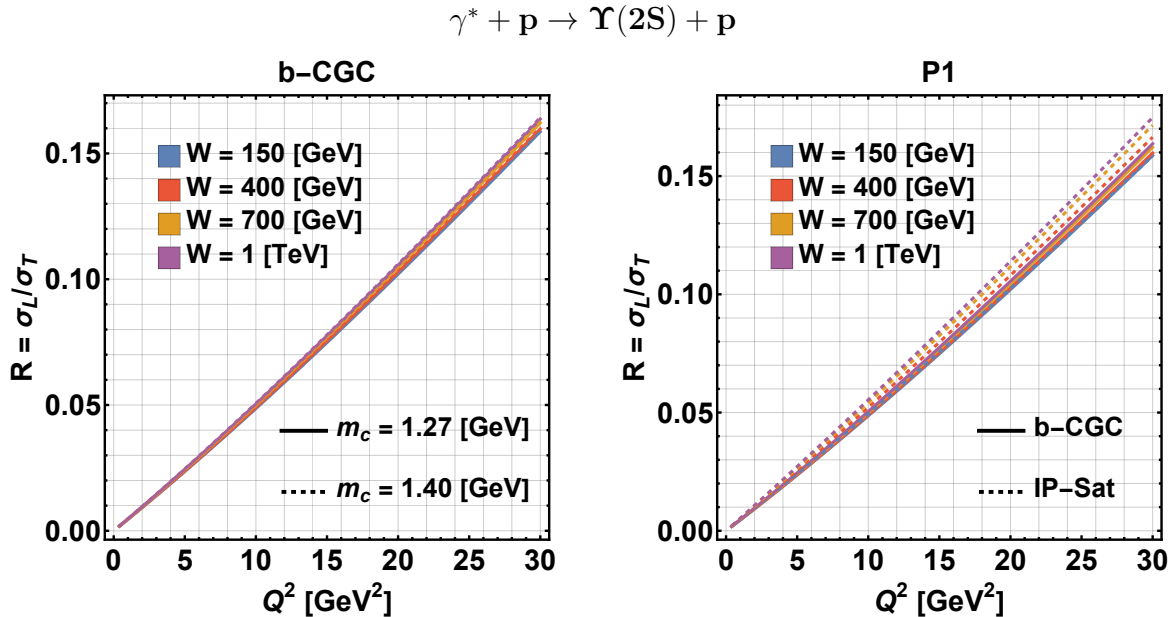 γ* + p → ϒ(2S) + p
b−CGC
R = σL/σT
0.15
0.10
0.05
0.00
W = 150 [GeV]
W = 400 [GeV]
W = 700 [GeV]
W = 1 [TeV]
mc = 1.27 [GeV]
mc = 1.40 [GeV]
0 5 10 15 20 25 30
Q² [GeV²]
P1
R = σL/σT
0.15
0.10
0.05
0.00
W = 150 [GeV]
W = 400 [GeV]
W = 700 [GeV]
W = 1 [TeV]
b−CGC
IP−Sat
0 5 10 15 20 25 30
Q² [GeV²]